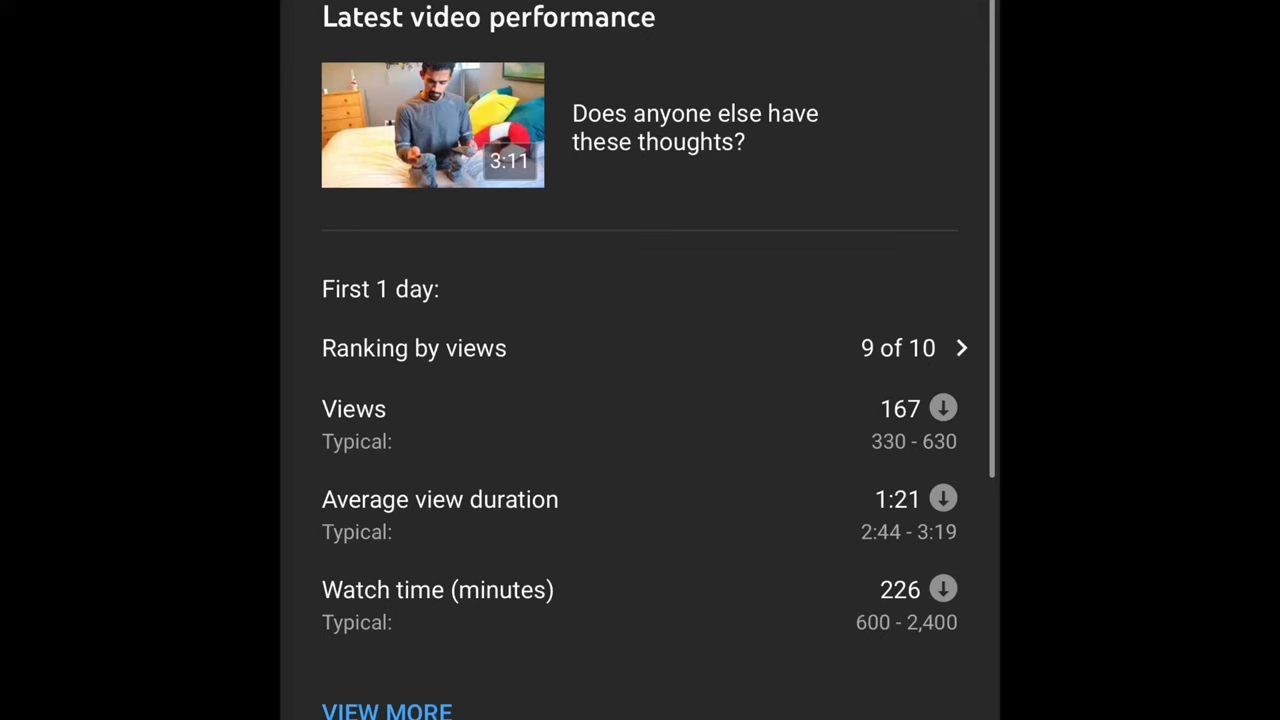 Latest video performance
3:11
Does anyone else have
these thoughts?
First 1 day:
Ranking by views 9 of 10
Views 167
Typical: 330 - 630
Average view duration 1:21
Typical: 2:44 - 3:19
Watch time (minutes) 226
Typical: 600 - 2,400
VIEW MORE